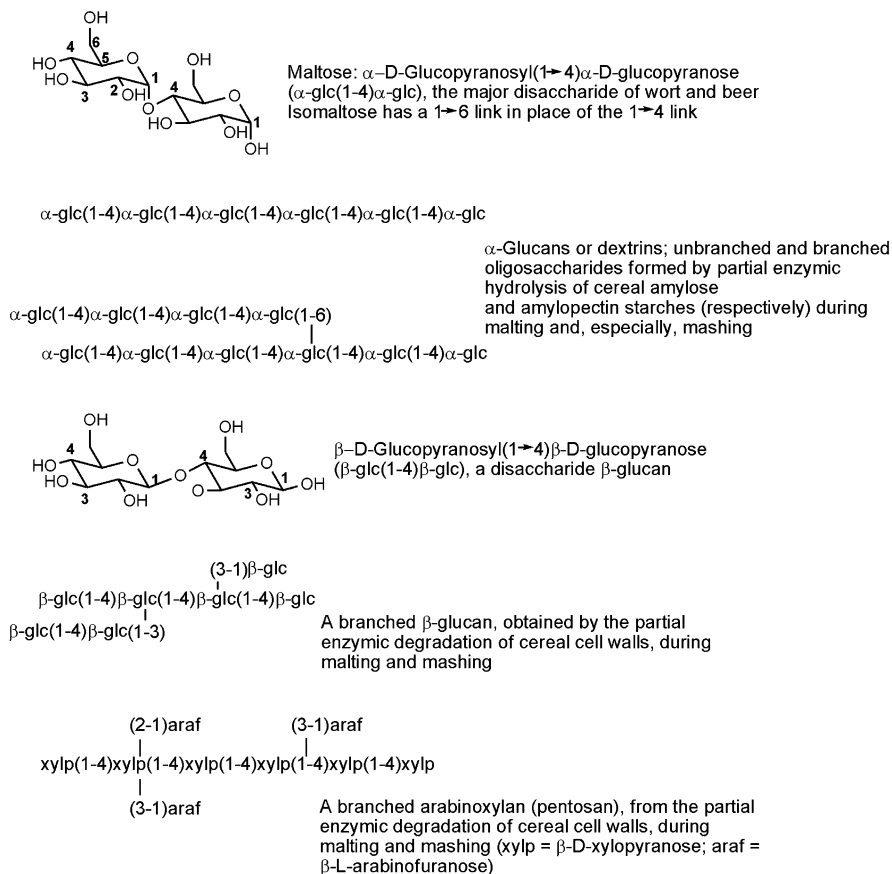 OH
6
4
HO
5
O
OH
HO
1
4
3
2
OH
O
O
HO
1
OH
OH
Maltose: α–D-Glucopyranosyl(1→4)α-D-glucopyranose
(α-glc(1-4)α-glc), the major disaccharide of wort and beer
Isomaltose has a 1→6 link in place of the 1→4 link
α-glc(1-4)α-glc(1-4)α-glc(1-4)α-glc(1-4)α-glc(1-4)α-glc
α-Glucans or dextrins; unbranched and branched
oligosaccharides formed by partial enzymic
hydrolysis of cereal amylose
and amylopectin starches (respectively) during
malting and, especially, mashing
α-glc(1-4)α-glc(1-4)α-glc(1-4)α-glc(1-6)
α-glc(1-4)α-glc(1-4)α-glc(1-4)α-glc(1-4)α-glc(1-4)α-glc
OH
OH
4
HO
O
4
O
HO
1
O
1
OH
3
OH
O
3
OH
β–D-Glucopyranosyl(1→4)β-D-glucopyranose
(β-glc(1-4)β-glc), a disaccharide β-glucan
(3-1)β-glc
β-glc(1-4)β-glc(1-4)β-glc(1-4)β-glc
β-glc(1-4)β-glc(1-3)
A branched β-glucan, obtained by the partial
enzymic degradation of cereal cell walls, during
malting and mashing
(2-1)araf (3-1)araf
xylp(1-4)xylp(1-4)xylp(1-4)xylp(1-4)xylp(1-4)xylp
(3-1)araf
A branched arabinoxylan (pentosan), from the partial
enzymic degradation of cereal cell walls, during
malting and mashing (xylp = β-D-xylopyranose; araf =
β-L-arabinofuranose)